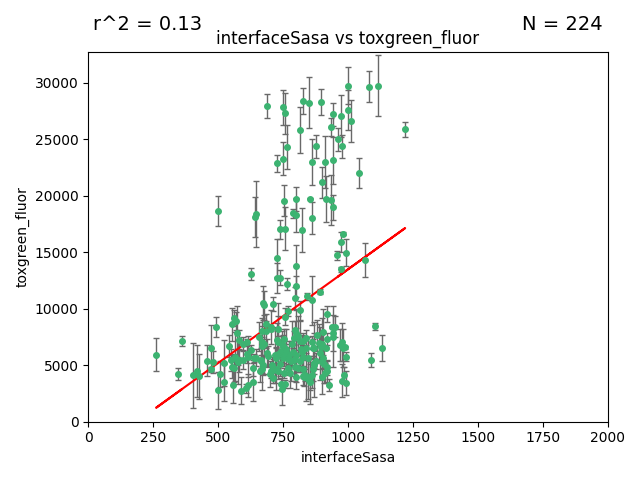 r^2 = 0.13
N = 224
interfaceSasa vs toxgreen_fluor
30000
25000
20000
15000
10000
5000
0
toxgreen_fluor
0 250 500 750 1000 1250 1500 1750 2000
interfaceSasa